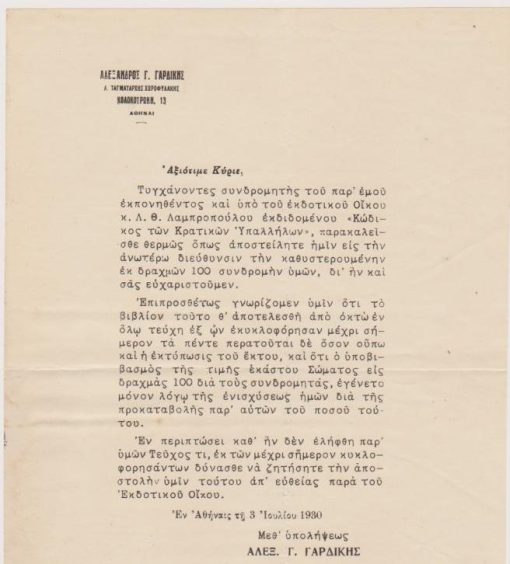 ΑΛΕΞΑΝΔΡΟΣ Γ. ΓΑΡΔΙΚΗΣ
Λ. ΤΑΓΜΑΤΑΡΧΗΣ ΧΩΡΟΦΥΛΑΚΗΣ
ΚΟΛΟΚΟΤΡΩΝΗ, 13
ΑΘΗΝΑΙ
Ἀξιότιμε Κύριε,
Τυγχάνοντες συνδρομητὴς τοῦ παρ' ἐμοῦ
ἐκπονηθέντος καὶ ὑπὸ τοῦ ἐκδοτικοῦ Οἴκου
κ. Λ. Θ. Λαμπροπούλου ἐκδιδομένου «Κώδι-
κος τῶν Κρατικῶν Ὑπαλλήλων», παρακαλεῖ-
σθε θερμῶς ὅπως ἀποστείλητε ἡμῖν εἰς τὴν
ἀνωτέρω διεύθυνσιν τὴν καθυστερουμένην
ἐκ δραχμῶν 100 συνδρομὴν ὑμῶν, δι' ἣν καὶ
σᾶς εὐχαριστοῦμεν.
Ἐπιπροσθέτως γνωρίζομεν ὑμῖν ὅτι τὸ
βιβλίον τοῦτο θ' ἀποτελεσθῇ ἀπὸ ὀκτὼ ἐν
ὅλῳ τεύχη ἐξ ὧν ἐκυκλοφόρησαν μέχρι σή-
μερον τὰ πέντε περατοῦται δὲ ὅσον οὔπω
καὶ ἡ ἐκτύπωσις τοῦ ἕκτου, καὶ ὅτι ὁ ὑποβι-
βασμὸς τῆς τιμῆς ἑκάστου Σώματος εἰς
δραχμὰς 100 διὰ τοὺς συνδρομητάς, ἐγένετο
μόνον λόγῳ τῆς ἐνισχύσεως ἡμῶν διὰ τῆς
προκαταβολῆς παρ' αὐτῶν τοῦ ποσοῦ τού-
του.
Ἐν περιπτώσει καθ' ἣν δὲν ἐλήφθη παρ'
ὑμῶν Τεῦχος τι, ἐκ τῶν μέχρι σήμερον κυκλο-
φορησάντων δύνασθε νὰ ζητήσητε τὴν ἀπο-
στολὴν ὑμῖν τούτου ἀπ' εὐθείας παρὰ τοῦ
Ἐκδοτικοῦ Οἴκου.
Ἐν Ἀθήναις τῇ 3 Ἰουλίου 1930
Μεθ' ὑπολήψεως
ΑΛΕΞ. Γ. ΓΑΡΔΙΚΗΣ